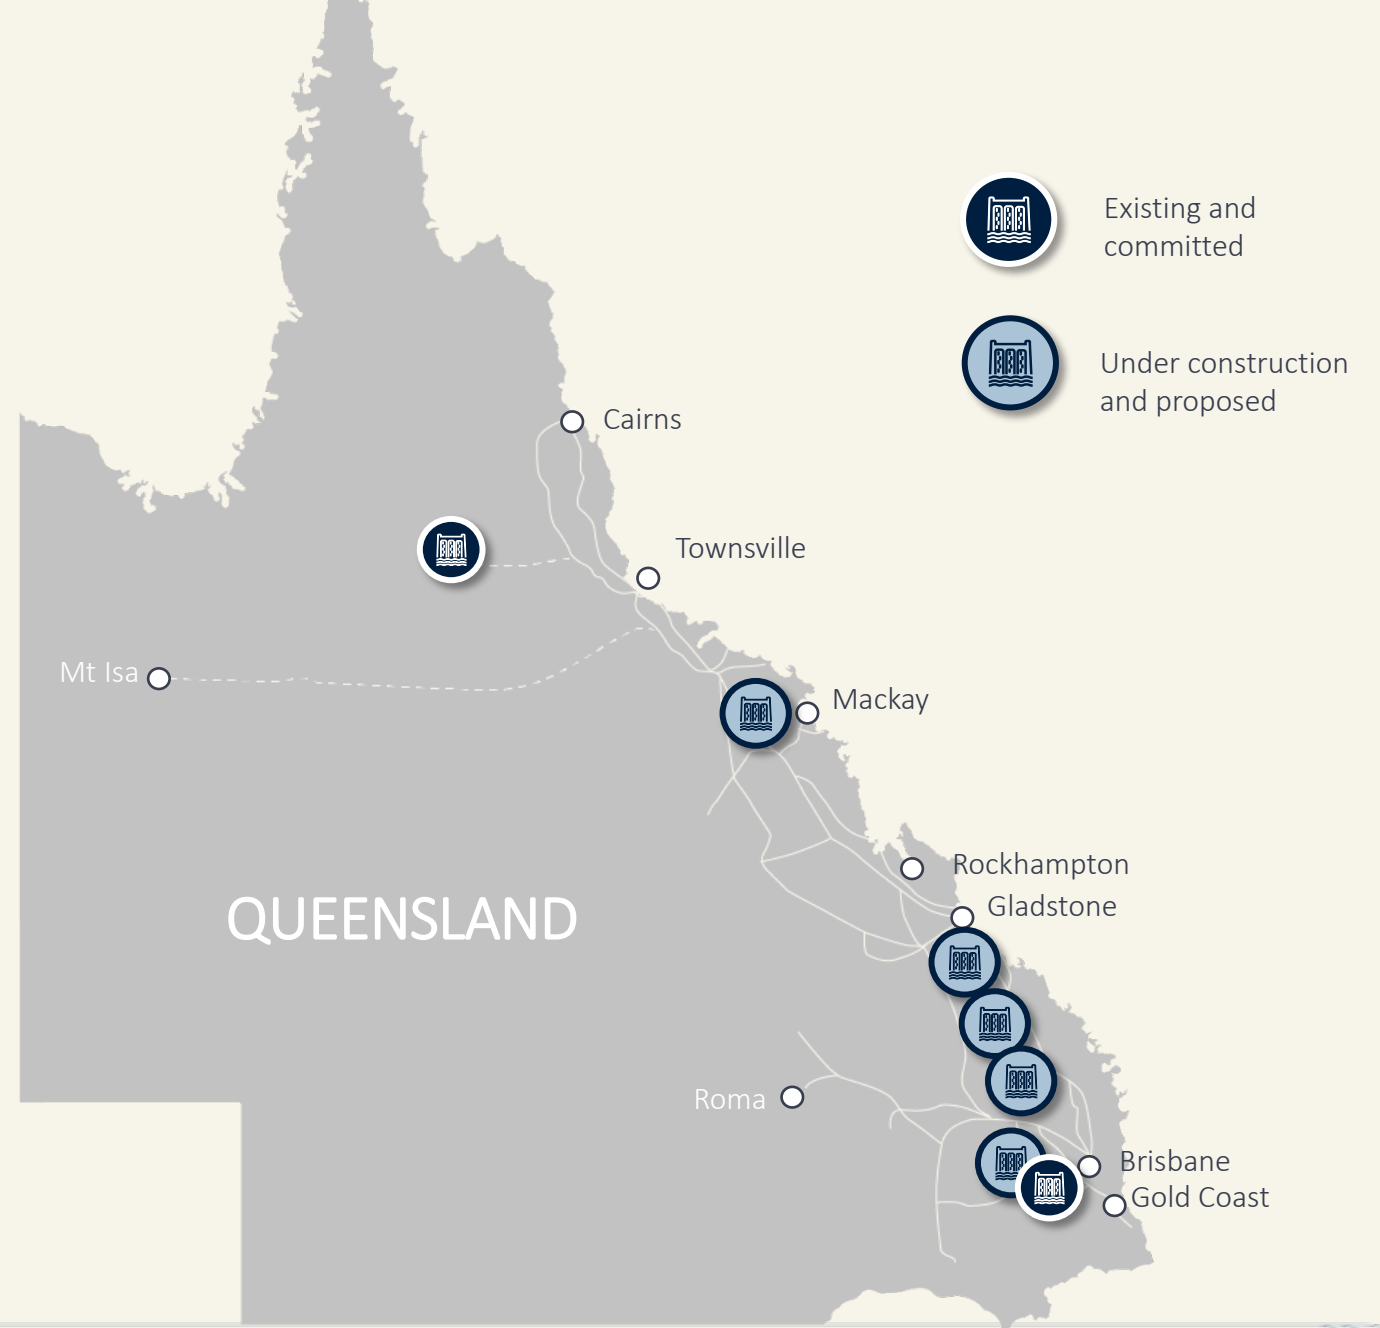 Existing and
committed
Under construction
and proposed
Cairns
Townsville
Mt Isa
Mackay
Rockhampton
Gladstone
QUEENSLAND
Roma
Brisbane
Gold Coast